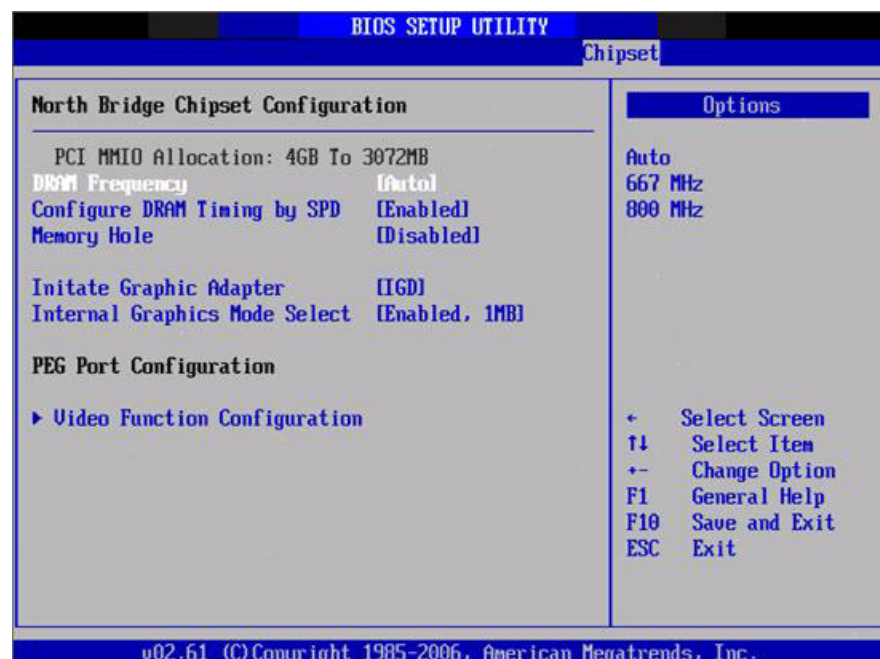 BIOS SETUP UTILITY
Chipset
North Bridge Chipset Configuration
PCI MMIO Allocation: 4GB To 3072MB
DRAM Frequency [Auto]
Configure DRAM Timing by SPD [Enabled]
Memory Hole [Disabled]
Initate Graphic Adapter [IGD]
Internal Graphics Mode Select [Enabled, 1MB]
PEG Port Configuration
▶ Video Function Configuration
Options
Auto
667 MHz
800 MHz
← Select Screen
↑↓ Select Item
+- Change Option
F1 General Help
F10 Save and Exit
ESC Exit
v02.61 (C)Copyright 1985-2006, American Megatrends, Inc.